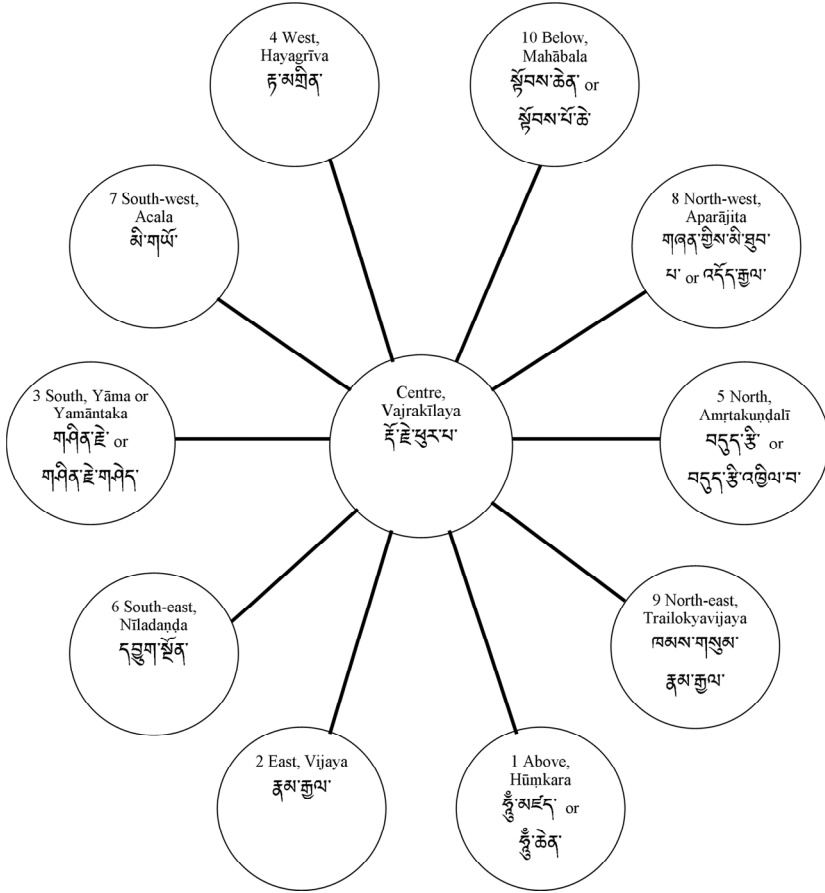 4 West,
Hayagrīva
རྟ་མགྲིན་
10 Below,
Mahābala
སྟོབས་ཆེན་ or
སྟོབས་པོ་ཆེ་
7 South-west,
Acala
མི་གཡོ་
8 North-west,
Aparājita
གཞན་གྱིས་མི་ཐུབ་
པ་ or འདོད་རྒྱལ་
3 South, Yāma or
Yamāntaka
གཤིན་རྗེ་ or
གཤིན་རྗེ་གཤེད་
Centre,
Vajrakīlaya
རྡོ་རྗེ་ཕུར་པ་
5 North,
Amṛtakuṇḍalī
བདུད་རྩི་ or
བདུད་རྩི་འཁྱིལ་བ་
6 South-east,
Nīladaṇḍa
དབྱུག་སྔོན་
9 North-east,
Trailokyavijaya
ཁམས་གསུམ་
རྣམ་རྒྱལ་
2 East, Vijaya
རྣམ་རྒྱལ་
1 Above,
Hūṃkara
ཧཱུྃ་མཛད་ or
ཧཱུྃ་ཆེན་